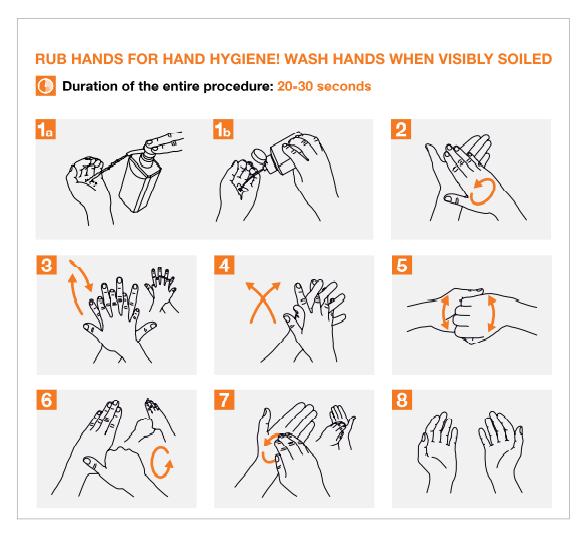 RUB HANDS FOR HAND HYGIENE! WASH HANDS WHEN VISIBLY SOILED
Duration of the entire procedure: 20-30 seconds
1a
1b
2
3
4
5
6
7
8